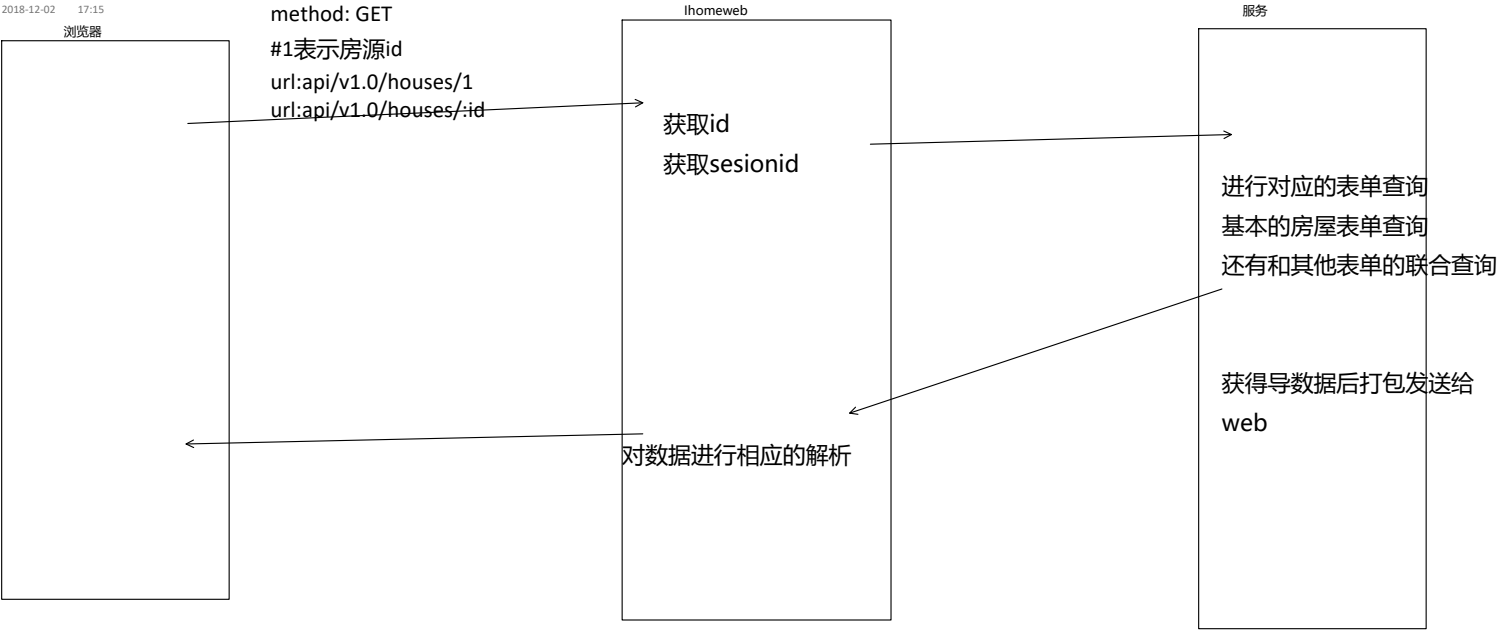 2018-12-02 17:15
浏览器
method: GET
#1表示房源id
url:api/v1.0/houses/1
url:api/v1.0/houses/:id
Ihomeweb
获取id
获取sesionid
对数据进行相应的解析
服务
进行对应的表单查询
基本的房屋表单查询
还有和其他表单的联合查询
获得导数据后打包发送给
web